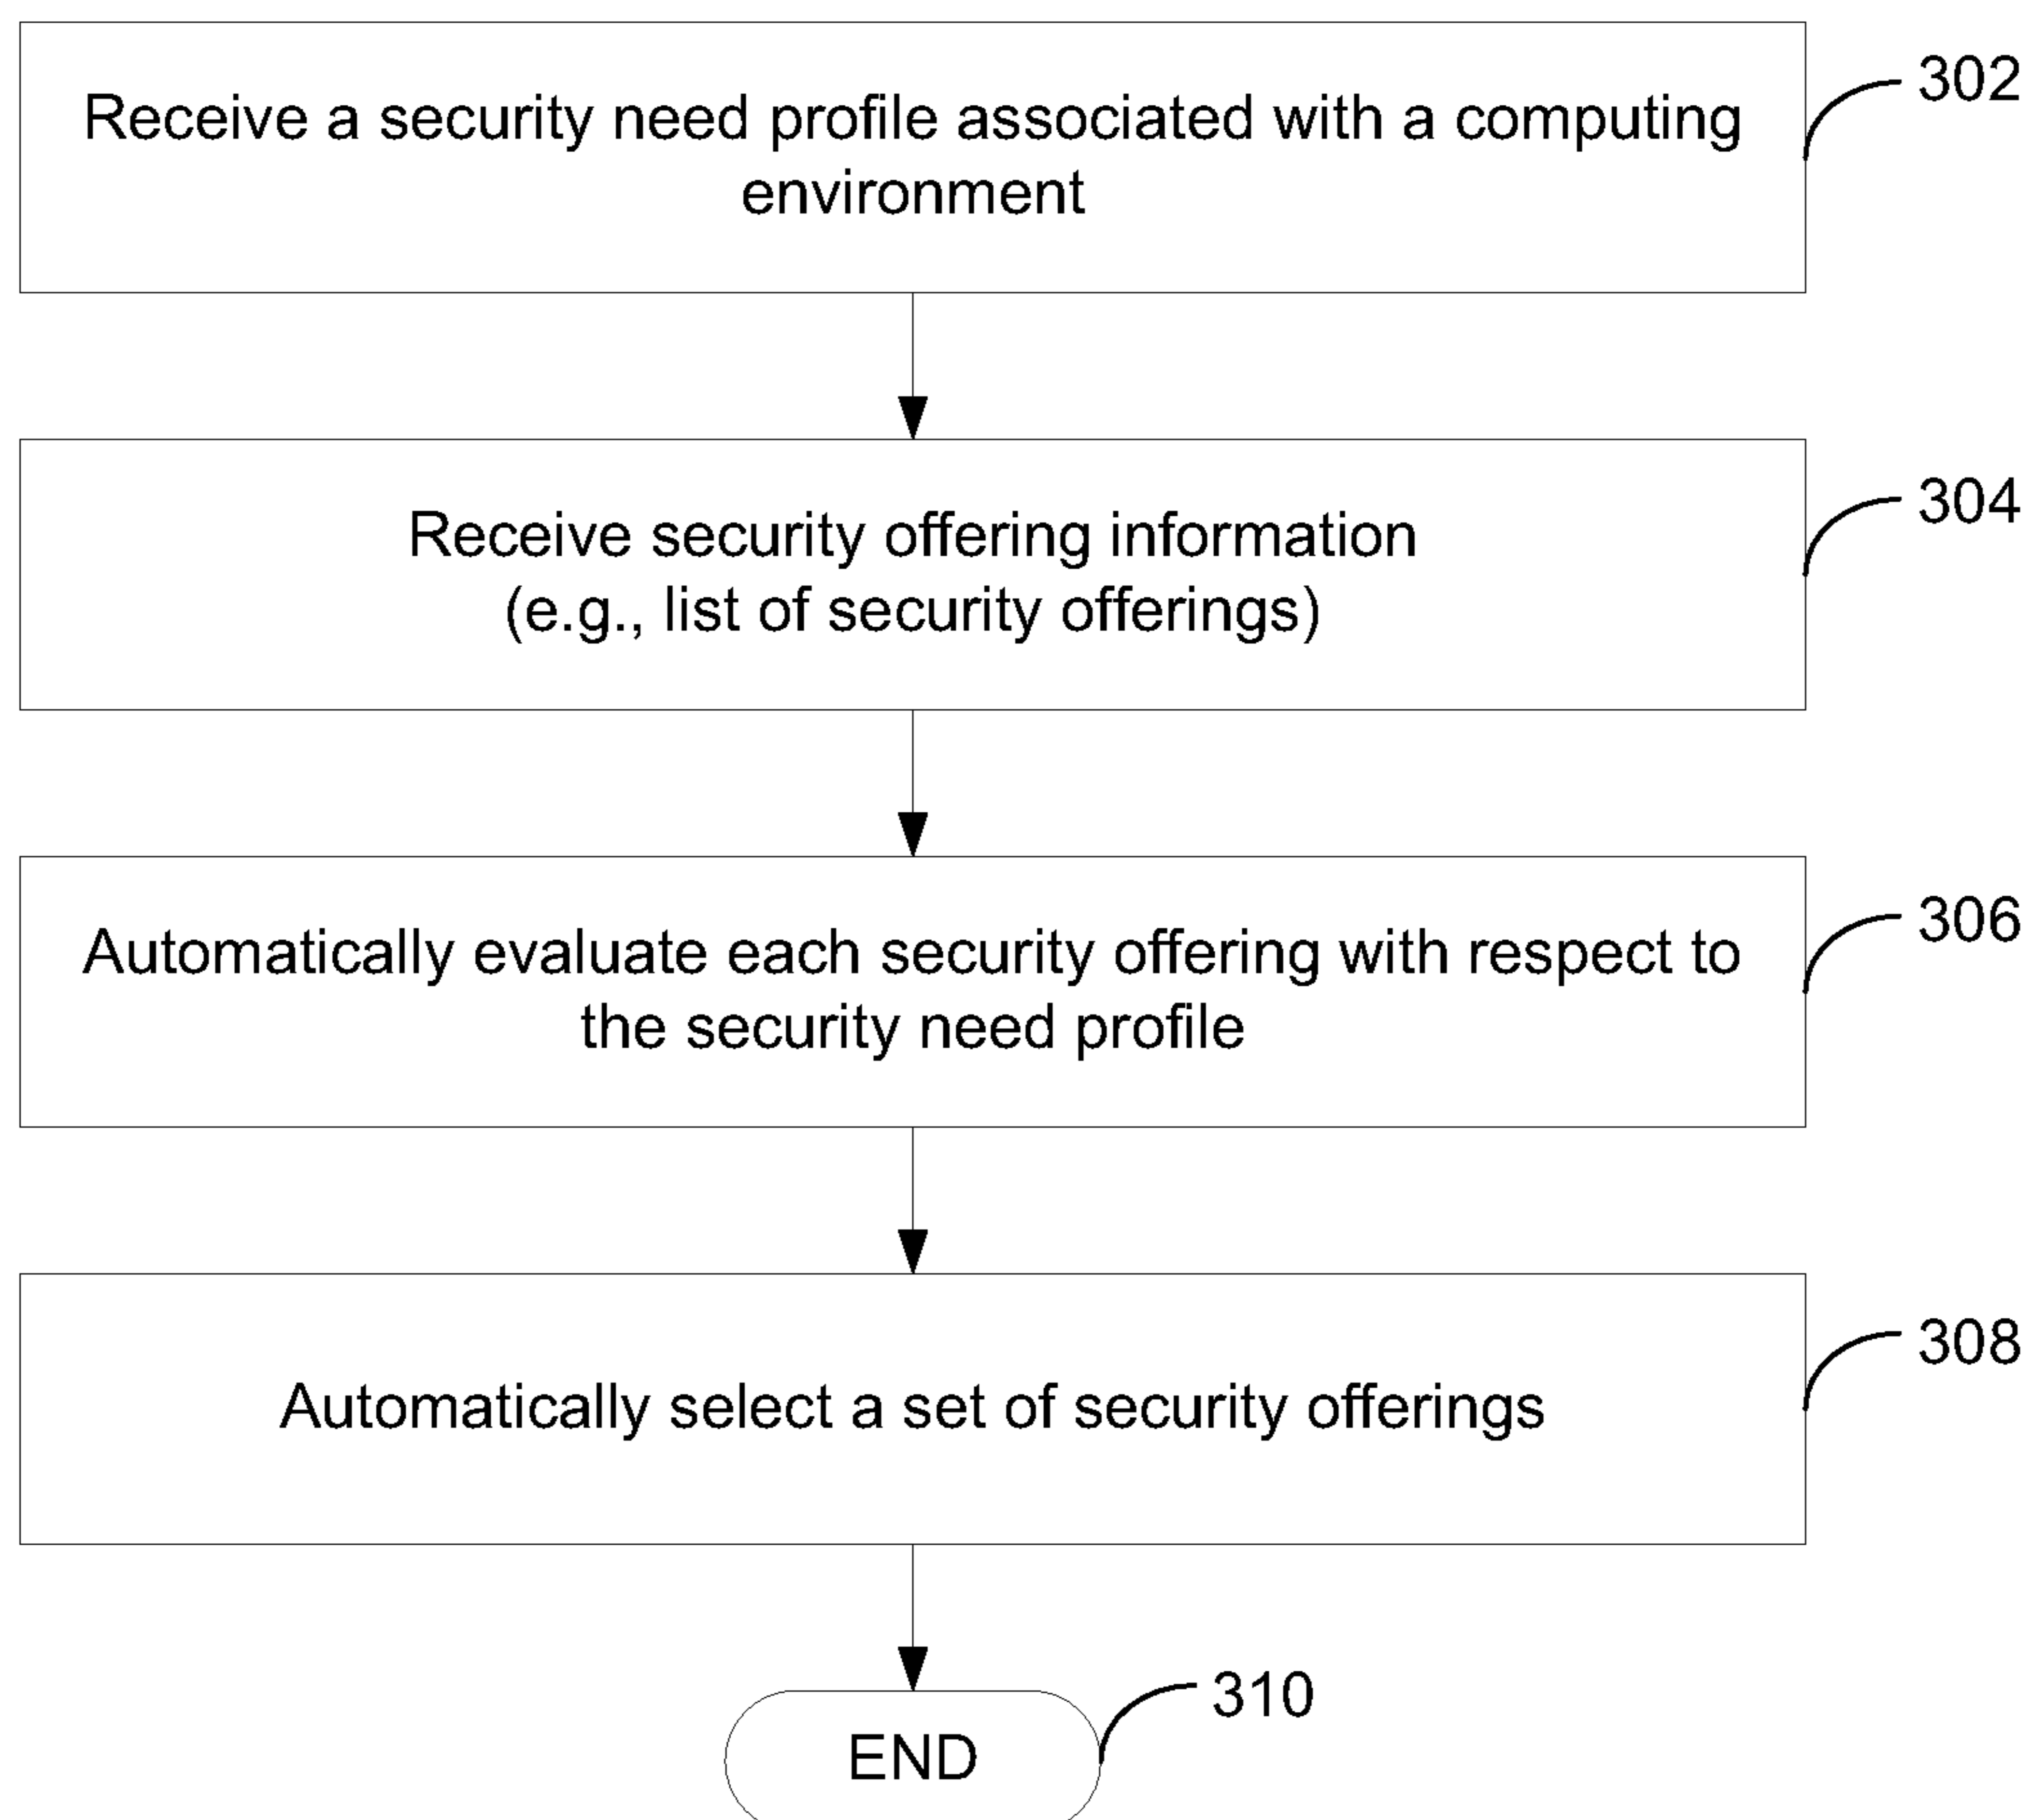 Receive a security need profile associated with a computing
environment
302
Receive security offering information
(e.g., list of security offerings)
304
Automatically evaluate each security offering with respect to
the security need profile
306
Automatically select a set of security offerings
308
END
310